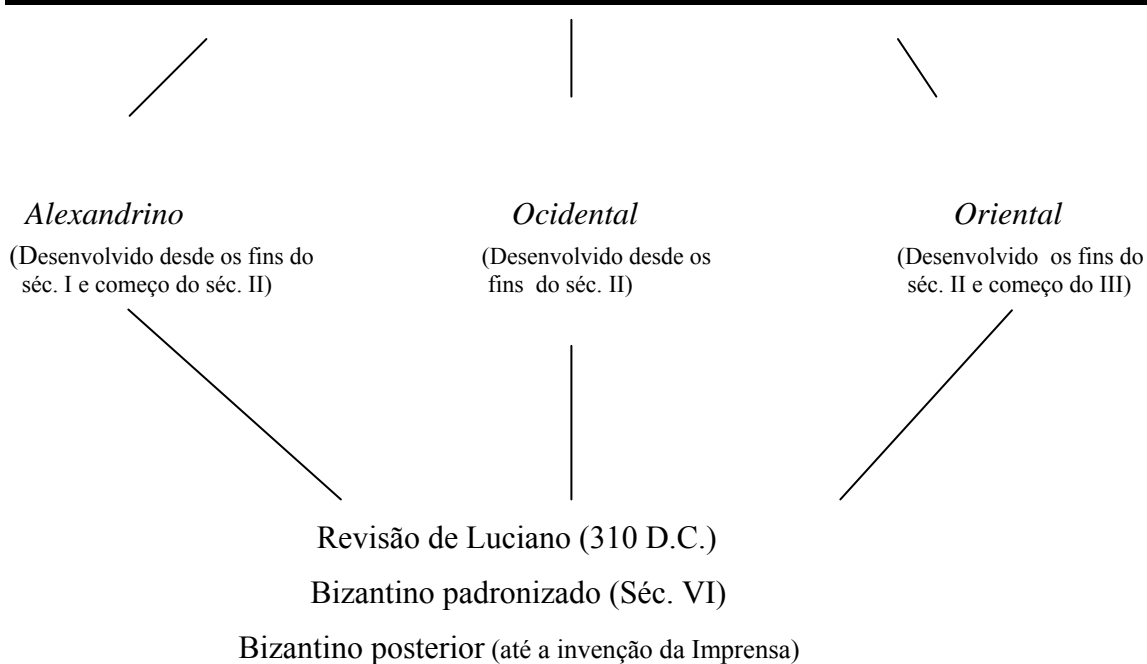 Alexandrino
(Desenvolvido desde os fins do
séc. I e começo do séc. II)
Ocidental
(Desenvolvido desde os
fins do séc. II)
Oriental
(Desenvolvido os fins do
séc. II e começo do III)
Revisão de Luciano (310 D.C.)
Bizantino padronizado (Séc. VI)
Bizantino posterior (até a invenção da Imprensa)